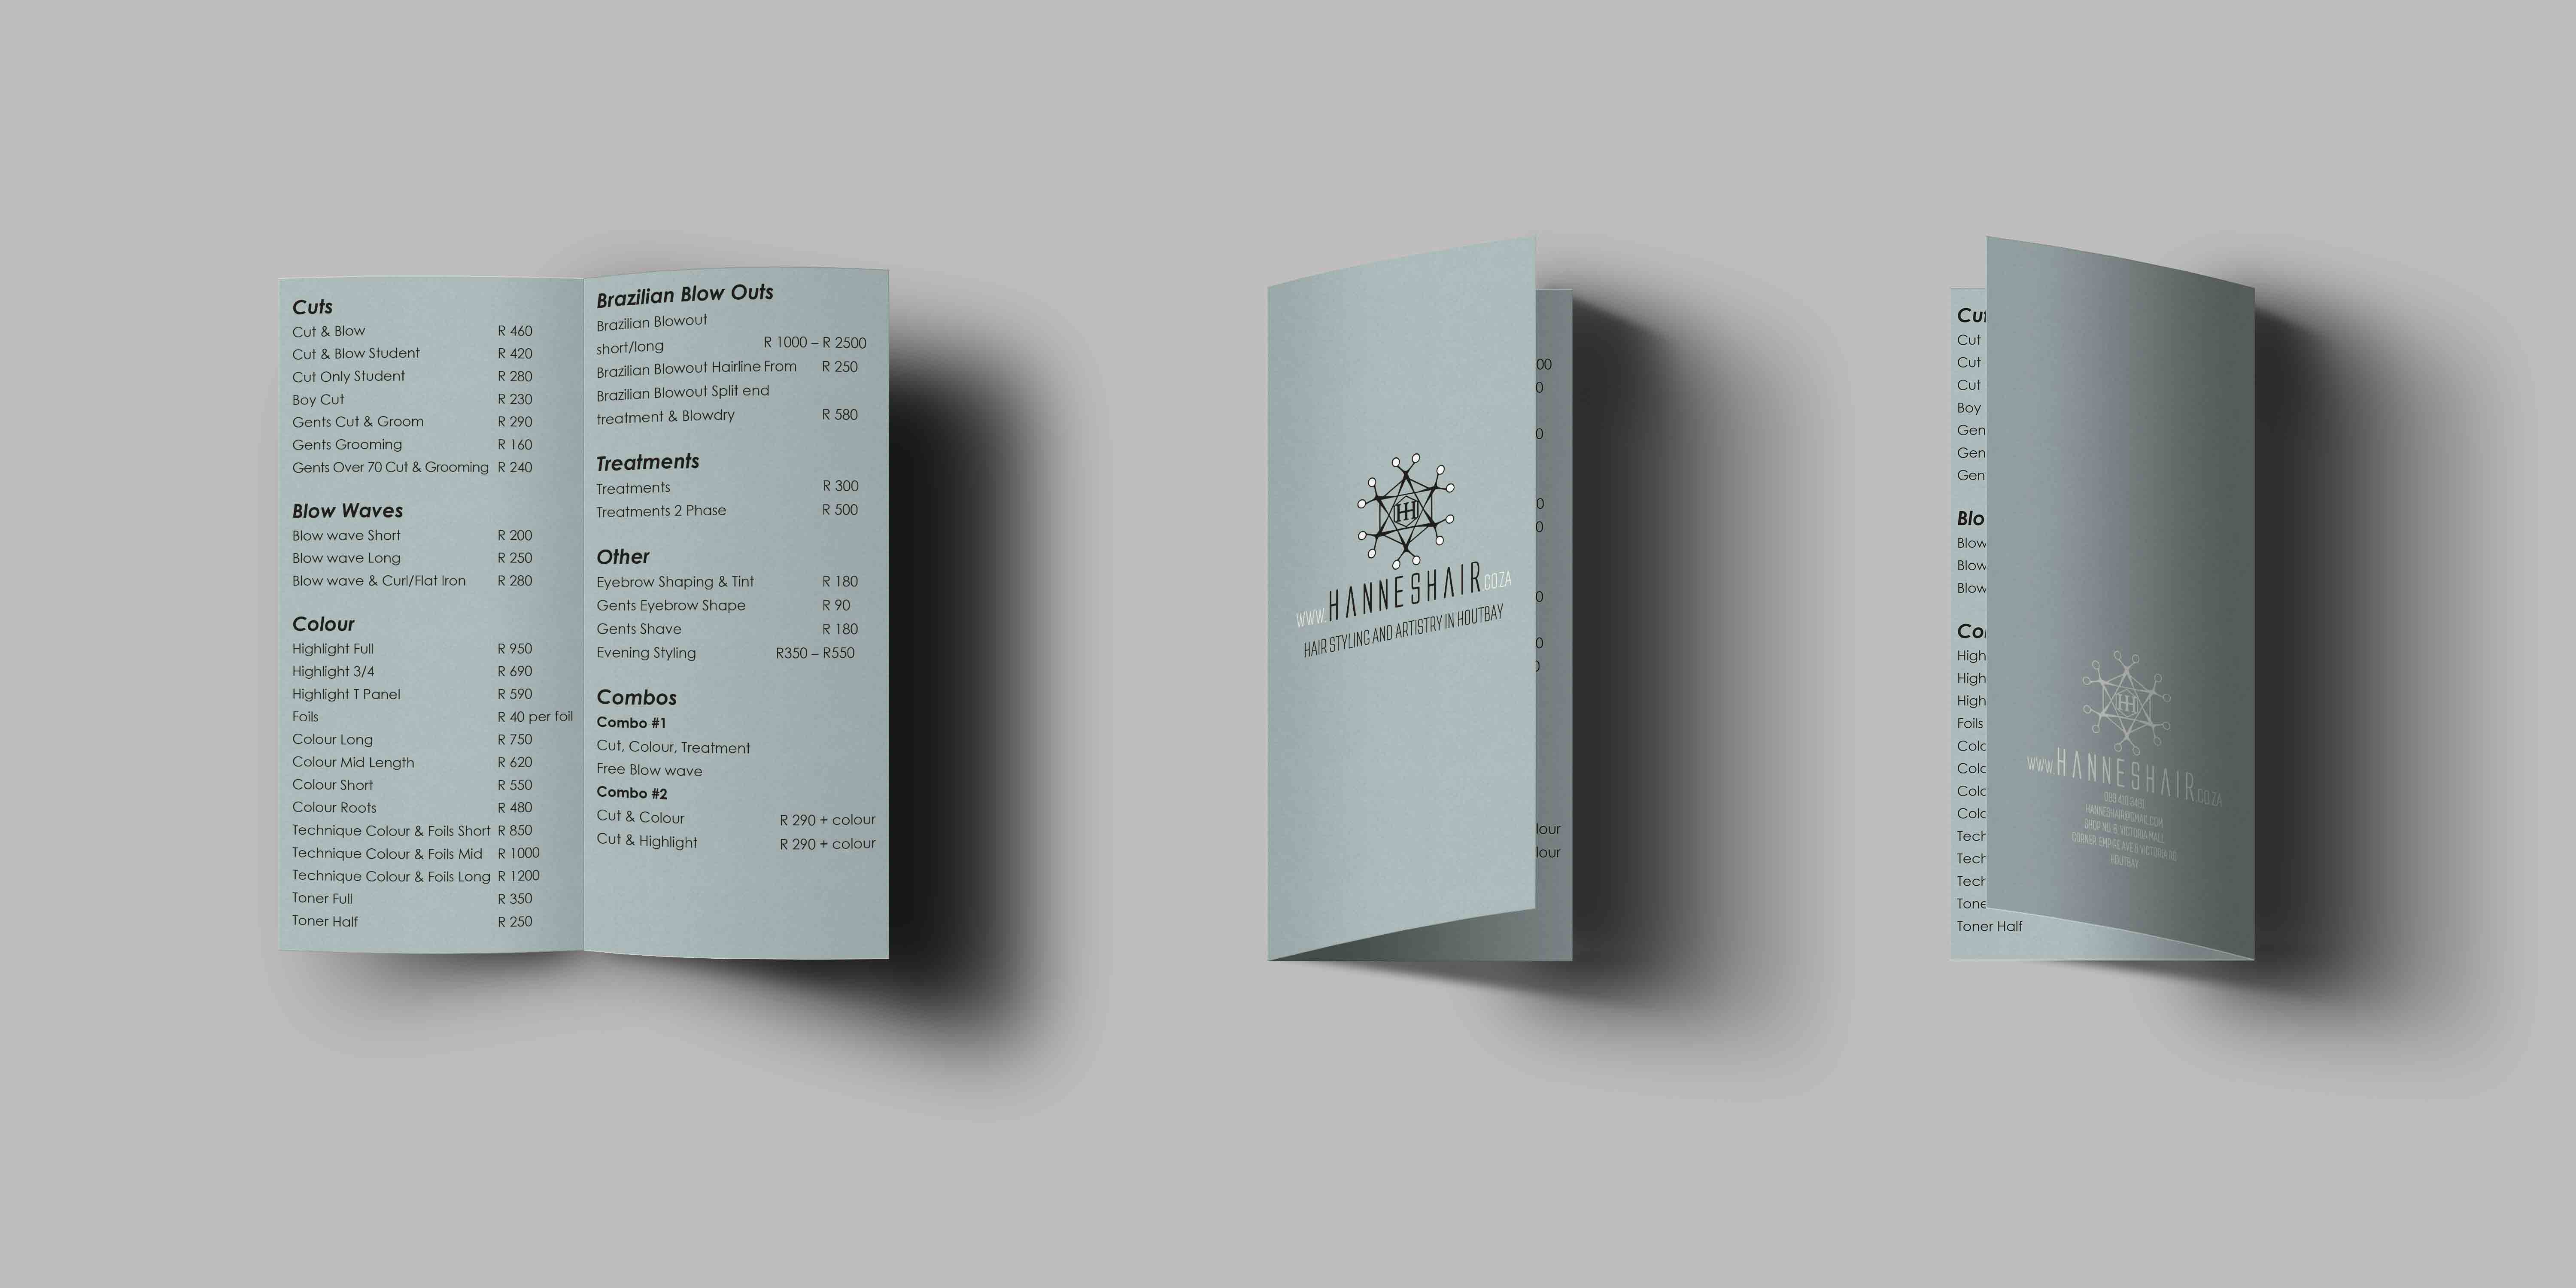 Cuts
Cut & Blow R 460
Cut & Blow Student R 420
Cut Only Student R 280
Boy Cut R 230
Gents Cut & Groom R 290
Gents Grooming R 160
Gents Over 70 Cut & Grooming R 240
Blow Waves
Blow wave Short R 200
Blow wave Long R 250
Blow wave & Curl/Flat Iron R 280
Colour
Highlight Full R 950
Highlight 3/4 R 690
Highlight T Panel R 590
Foils R 40 per foil
Colour Long R 750
Colour Mid Length R 620
Colour Short R 550
Colour Roots R 480
Technique Colour & Foils Short R 850
Technique Colour & Foils Mid R 1000
Technique Colour & Foils Long R 1200
Toner Full R 350
Toner Half R 250
Brazilian Blow Outs
Brazilian Blowout
short/long R 1000 – R 2500
Brazilian Blowout Hairline From R 250
Brazilian Blowout Split end
treatment & Blowdry R 580
Treatments
Treatments R 300
Treatments 2 Phase R 500
Other
Eyebrow Shaping & Tint R 180
Gents Eyebrow Shape R 90
Gents Shave R 180
Evening Styling R350 – R550
Combos
Combo #1
Cut, Colour, Treatment
Free Blow wave
Combo #2
Cut & Colour R 290 + colour
Cut & Highlight R 290 + colour
HH
WWW.HANNESHAIR.CO.ZA
HAIR STYLING AND ARTISTRY IN HOUTBAY
00
0
0
0
0
0
0
0
lour
lour
Cu
Cut
Cut
Cut
Boy
Gen
Gen
Gen
Blo
Blow
Blow
Blow
Co
High
High
High
Foils
Colo
Colo
Colo
Colo
Tech
Tech
Tech
Tone
Toner Half
HH
WWW.HANNESHAIR.CO.ZA
HANNESHAIR@GMAIL.COM
SHOP NO. 8, VICTORIA MALL
CORNER EMPIRE AVE & VICTORIA RD
HOUTBAY